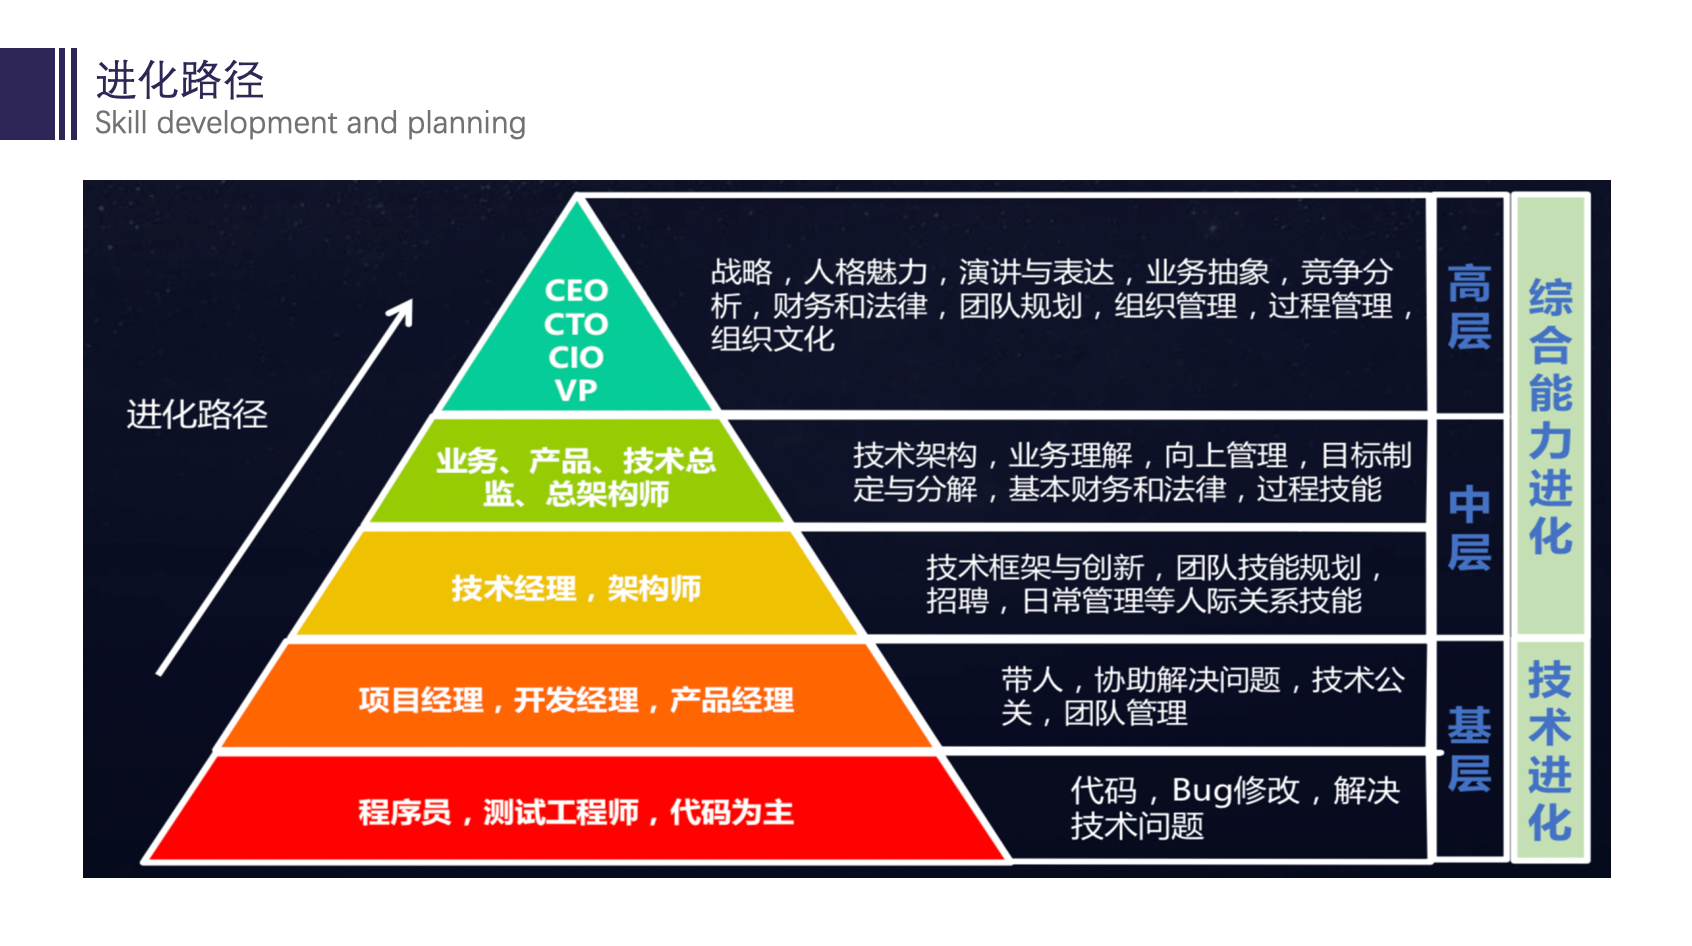 进化路径
Skill development and planning
进化路径
CEO
CTO
CIO
VP
战略，人格魅力，演讲与表达，业务抽象，竞争分
析，财务和法律，团队规划，组织管理，过程管理，
组织文化
业务、产品、技术总
监、总架构师
技术架构，业务理解，向上管理，目标制
定与分解，基本财务和法律，过程技能
技术经理，架构师
技术框架与创新，团队技能规划，
招聘，日常管理等人际关系技能
项目经理，开发经理，产品经理
带人，协助解决问题，技术公
关，团队管理
程序员，测试工程师，代码为主
代码，Bug修改，解决
技术问题
高层
中层
基层
综合能力进化
技术进化